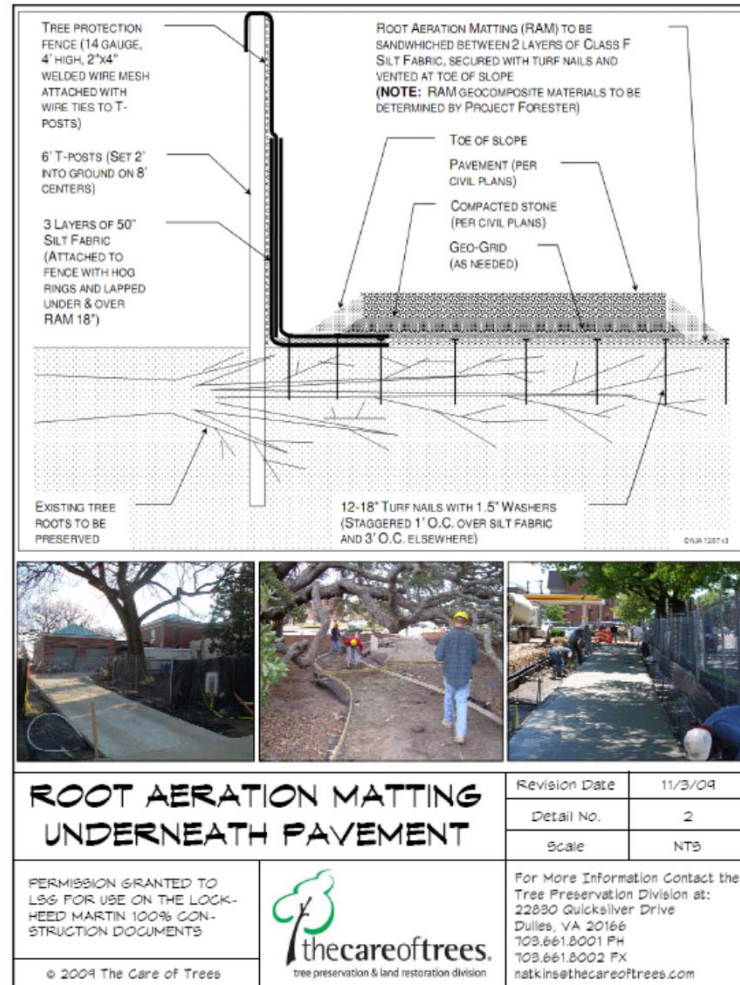 TREE PROTECTION
FENCE (14 GAUGE,
4' HIGH, 2"X4"
WELDED WIRE MESH
ATTACHED WITH
WIRE TIES TO T-
POSTS)
6' T-POSTS (SET 2'
INTO GROUND ON 8'
CENTERS)
3 LAYERS OF 50"
SILT FABRIC
(ATTACHED TO
FENCE WITH HOG
RINGS AND LAPPED
UNDER & OVER
RAM 18")
ROOT AERATION MATTING (RAM) TO BE
SANDWHICHED BETWEEN 2 LAYERS OF CLASS F
SILT FABRIC, SECURED WITH TURF NAILS AND
VENTED AT TOE OF SLOPE
(NOTE: RAM GEOCOMPOSITE MATERIALS TO BE
DETERMINED BY PROJECT FORESTER)
TOE OF SLOPE
PAVEMENT (PER
CIVIL PLANS)
COMPACTED STONE
(PER CIVIL PLANS)
GEO-GRID
(AS NEEDED)
EXISTING TREE
ROOTS TO BE
PRESERVED
12-18" TURF NAILS WITH 1.5" WASHERS
(STAGGERED 1' O.C. OVER SILT FABRIC
AND 3' O.C. ELSEWHERE)
ROOT AERATION MATTING
UNDERNEATH PAVEMENT
Revision Date 11/3/09
Detail No. 2
Scale NTS
PERMISSION GRANTED TO
LSG FOR USE ON THE LOCK-
HEED MARTIN 100% CON-
STRUCTION DOCUMENTS
© 2009 The Care of Trees
thecareoftrees.
tree preservation & land restoration division
For More Information Contact the
Tree Preservation Division at:
22830 Quicksilver Drive
Dulles, VA 20166
703.661.8001 PH
703.661.8002 FX
natkins@thecareoftrees.com